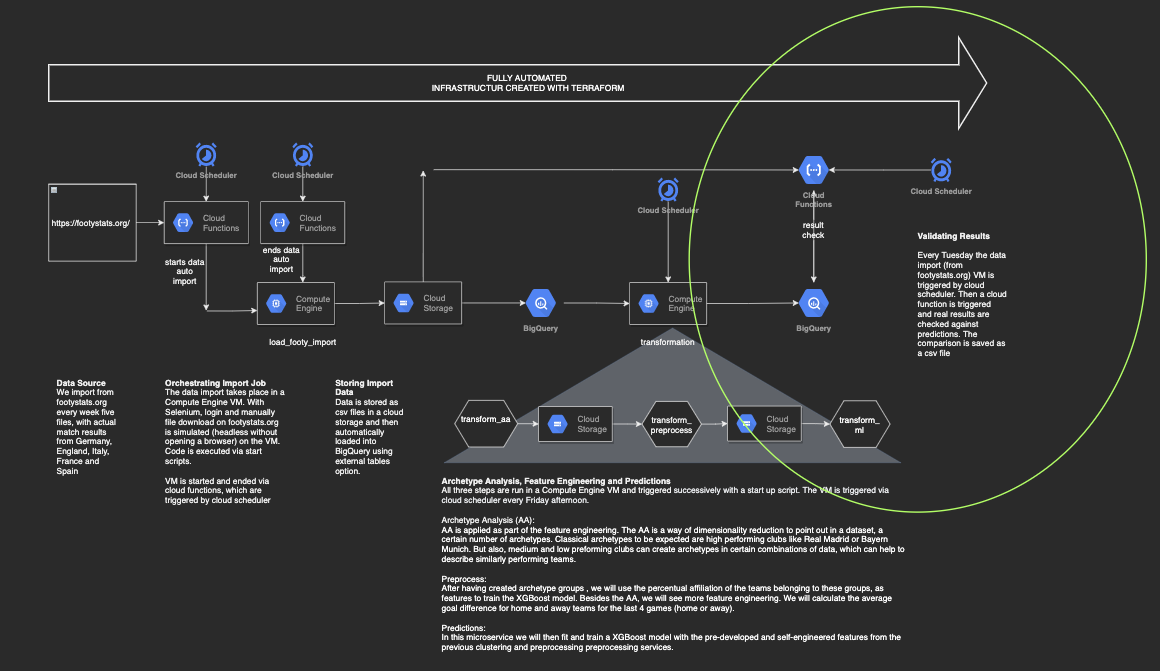 FULLY AUTOMATED
INFRASTRUCTUR CREATED WITH TERRAFORM
Cloud Scheduler
Cloud Scheduler
Cloud Scheduler
Cloud Scheduler
https://footystats.org/
Cloud
Functions
Cloud
Functions
Cloud
Functions
starts data
auto
import
ends data
auto
import
result
check
Compute
Engine
load_footy_import
Cloud
Storage
BigQuery
Compute
Engine
transformation
BigQuery
Validating Results
Every Tuesday the data
import (from
footystats.org) VM is
triggered by cloud
scheduler. Then a cloud
function is triggered
and real results are
checked against
predictions. The
comparison is saved as
a csv file
Data Source
We import from
footystats.org
every week five
files, with actual
match results
from Germany,
England, Italy,
France and
Spain
Orchestrating Import Job
The data import takes place in a
Compute Engine VM. With
Selenium, login and manually
file download on footystats.org
is simulated (headless without
opening a browser) on the VM.
Code is executed via start
scripts.
VM is started and ended via
cloud functions, which are
triggered by cloud scheduler
Storing Import
Data
Data is stored as
csv files in a cloud
storage and then
automatically
loaded into
BigQuery using
external tables
option.
transform_aa
Cloud
Storage
transform_
preprocess
Cloud
Storage
transform_
ml
Archetype Analysis, Feature Engineering and Predictions
All three steps are run in a Compute Engine VM and triggered successively with a start up script. The VM is triggered via
cloud scheduler every Friday afternoon.
Archetype Analysis (AA):
AA is applied as part of the feature engineering. The AA is a way of dimensionality reduction to point out in a dataset, a
certain number of archetypes. Classical archetypes to be expected are high performing clubs like Real Madrid or Bayern
Munich. But also, medium and low preforming clubs can create archetypes in certain combinations of data, which can help to
describe similarly performing teams.
Preprocess:
After having created archetype groups , we will use the percentual affiliation of the teams belonging to these groups, as
features to train the XGBoost model. Besides the AA, we will see more feature engineering. We will calculate the average
goal difference for home and away teams for the last 4 games (home or away).
Predictions:
In this microservice we will then fit and train a XGBoost model with the pre-developed and self-engineered features from the
previous clustering and preprocessing preprocessing services.